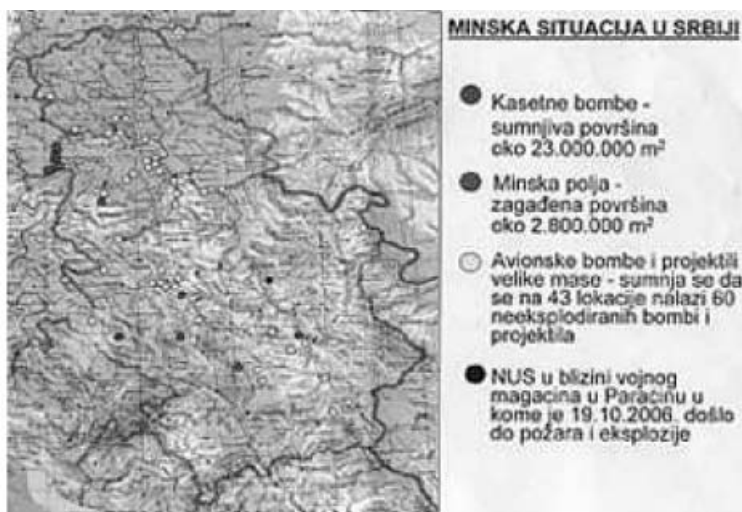 MINSKA SITUACIJA U SRBIJI
Kasetne bombe -
sumnjiva površina
oko 23.000.000 m²
Minska polja -
zagađena površina
oko 2.800.000 m²
Avionske bombe i projektili
velike mase - sumnja se da
se na 43 lokacije nalazi 60
neeksplodiranih bombi i
projektila
NUS u blizini vojnog
magacina u Paraćinu u
kome je 19.10.2006. došlo
do požara i eksplozije